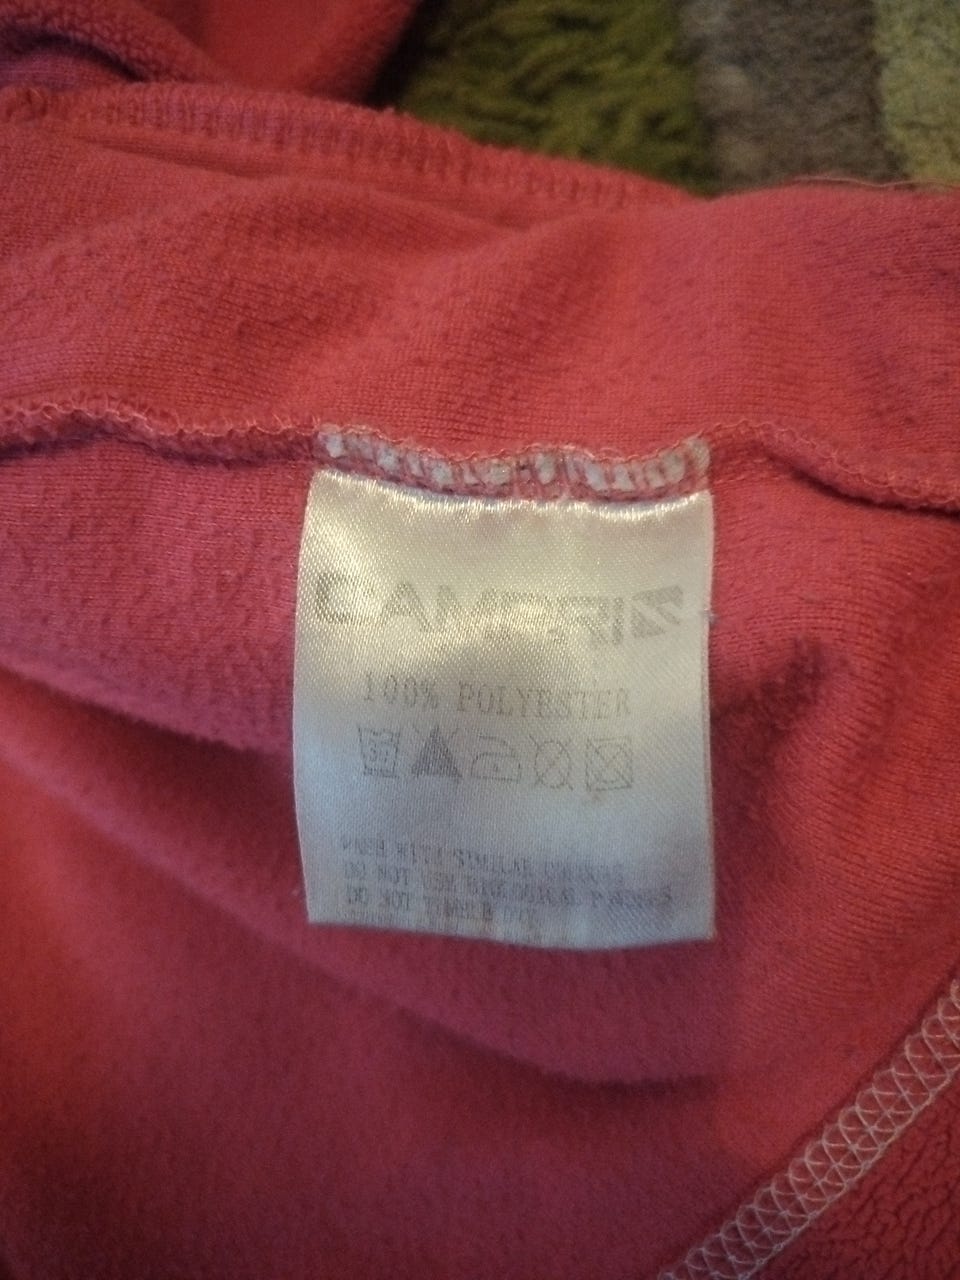 CAMPRI
100% POLYESTER
WASH WITH SIMILAR COLOURS
DO NOT USE BIOLOGICAL POWDERS
DO NOT TUMBLE DRY